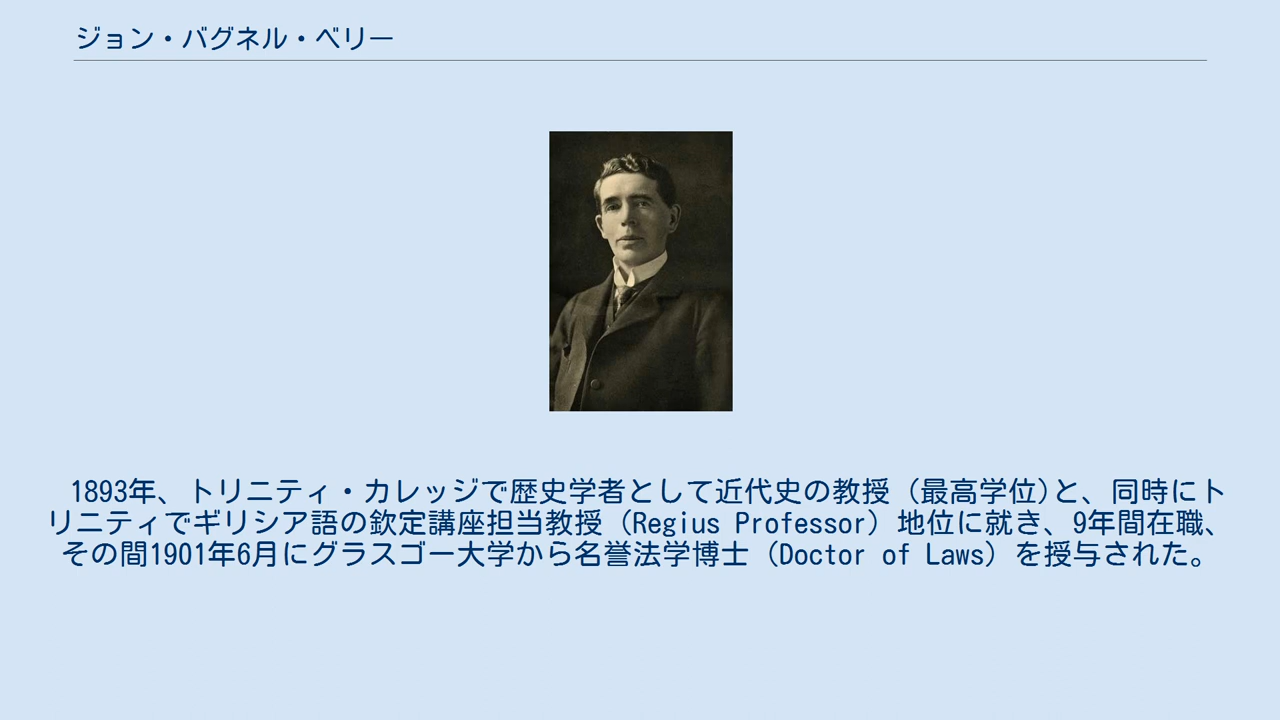 ジョン・バグネル・ベリー
1893年、トリニティ・カレッジで歴史学者として近代史の教授（最高学位)と、同時にト
リニティでギリシア語の欽定講座担当教授（Regius Professor）地位に就き、9年間在職、
その間1901年6月にグラスゴー大学から名誉法学博士（Doctor of Laws）を授与された。